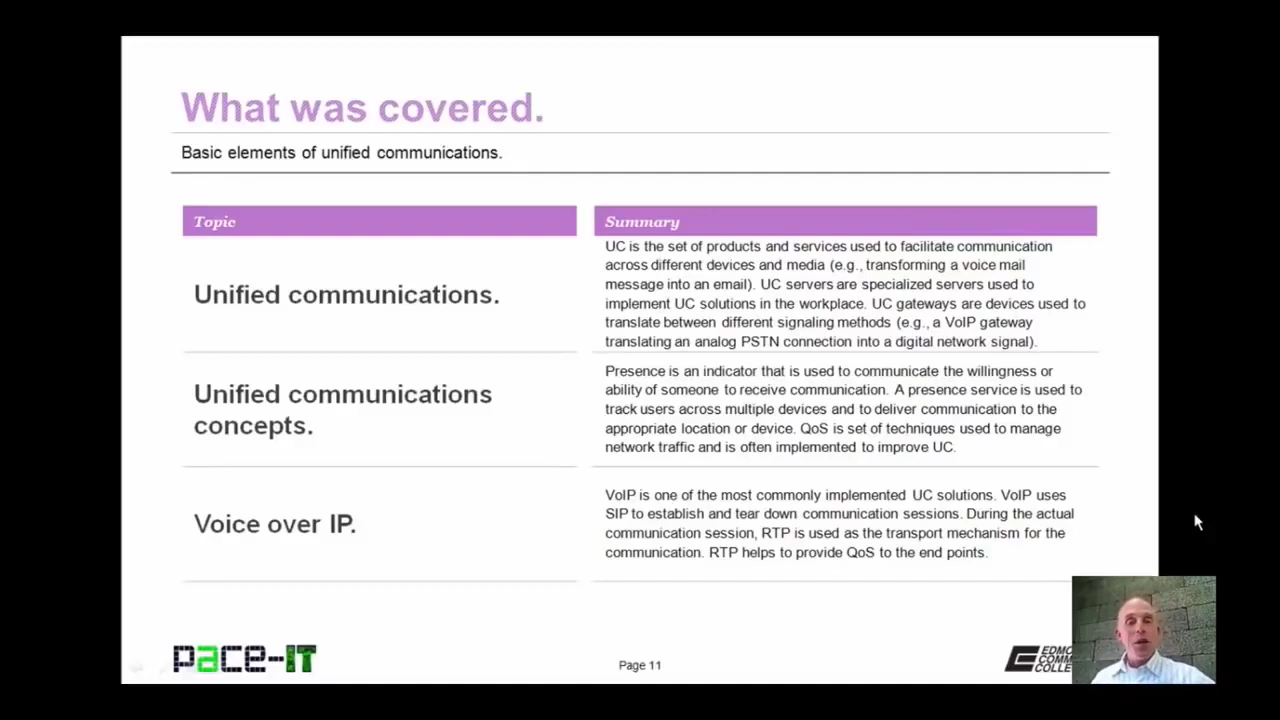 What was covered.
Basic elements of unified communications.
Topic
Summary
Unified communications.
UC is the set of products and services used to facilitate communication
across different devices and media (e.g., transforming a voice mail
message into an email). UC servers are specialized servers used to
implement UC solutions in the workplace. UC gateways are devices used to
translate between different signaling methods (e.g., a VoIP gateway
translating an analog PSTN connection into a digital network signal).
Unified communications
concepts.
Presence is an indicator that is used to communicate the willingness or
ability of someone to receive communication. A presence service is used to
track users across multiple devices and to deliver communication to the
appropriate location or device. QoS is set of techniques used to manage
network traffic and is often implemented to improve UC.
Voice over IP.
VoIP is one of the most commonly implemented UC solutions. VoIP uses
SIP to establish and tear down communication sessions. During the actual
communication session, RTP is used as the transport mechanism for the
communication. RTP helps to provide QoS to the end points.
pace-IT
Page 11